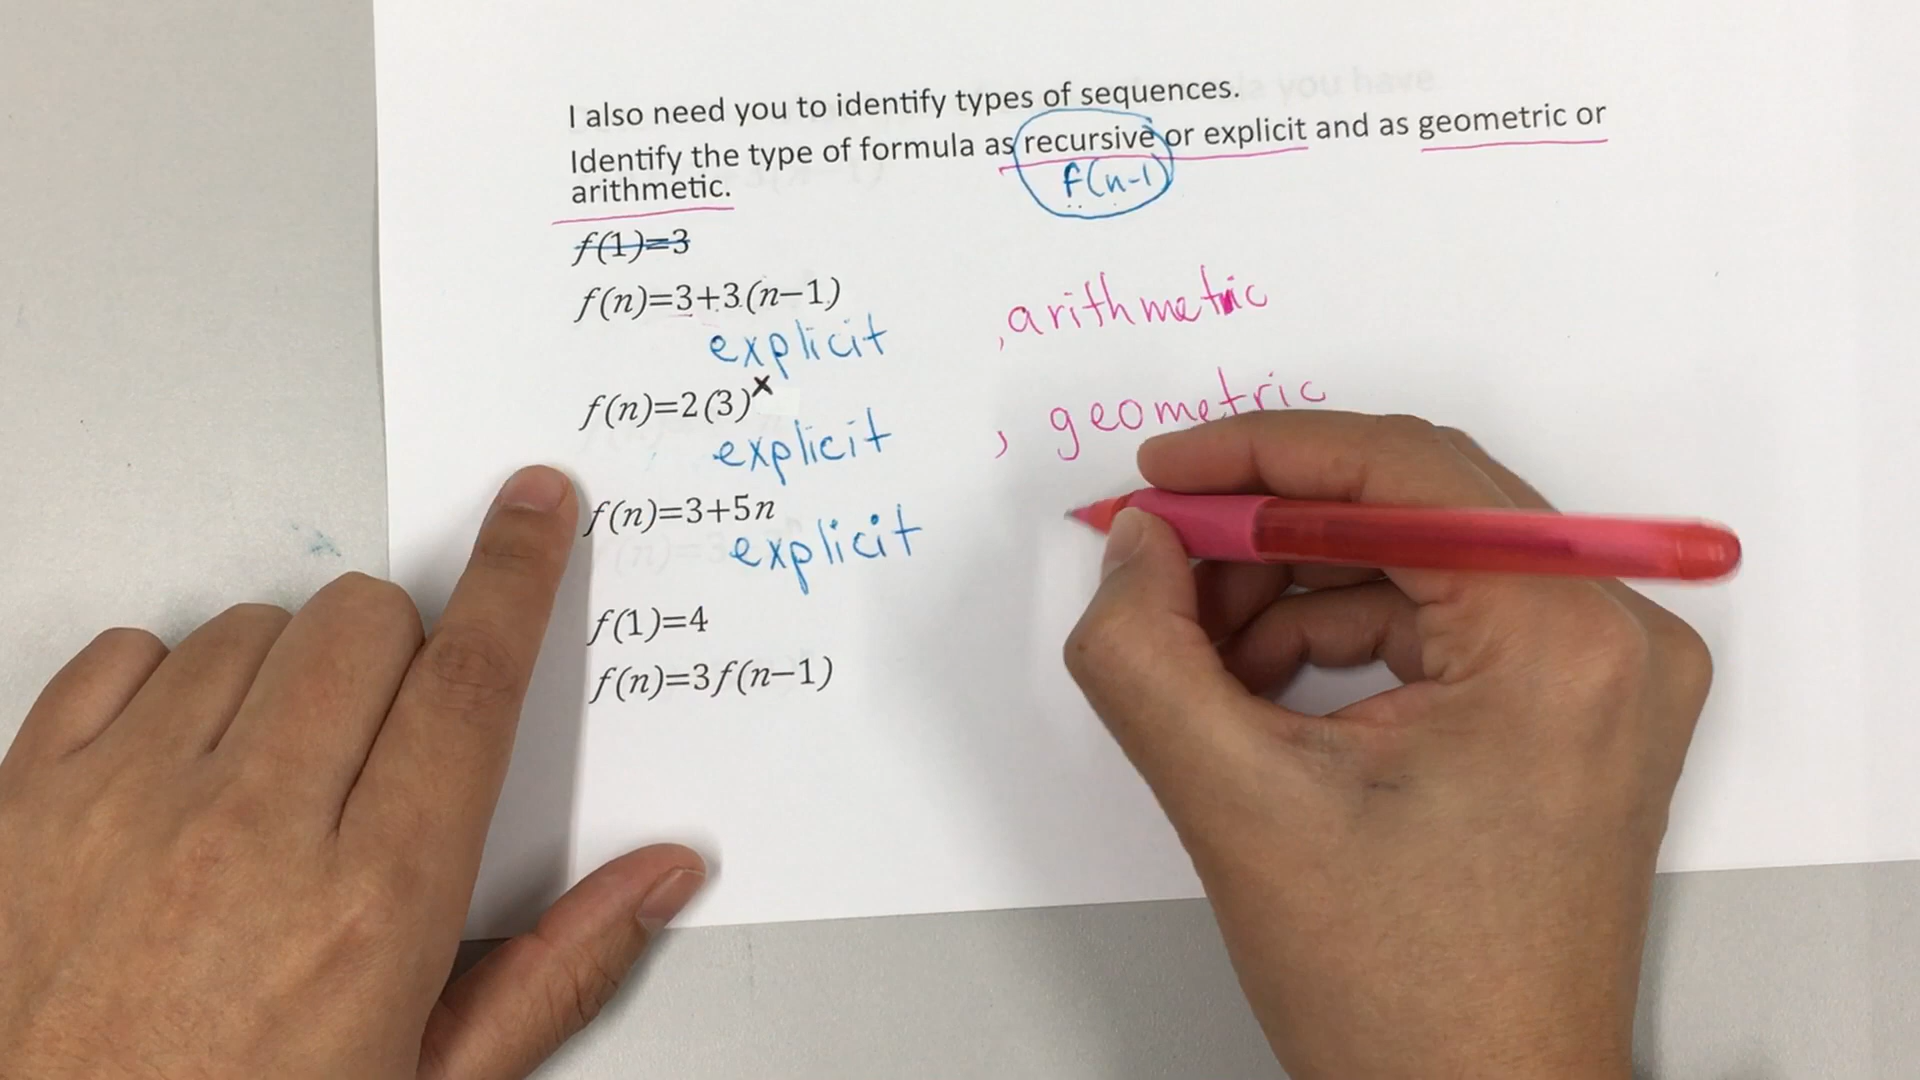 I also need you to identify types of sequences.
Identify the type of formula as recursive or explicit and as geometric or
arithmetic.
f(n-1)
f(1)=3
f(n)=3+3(n−1)
explicit , arithmetric
f(n)=2(3)^x
explicit , geometric
f(n)=3+5n
explicit
f(1)=4
f(n)=3f(n−1)